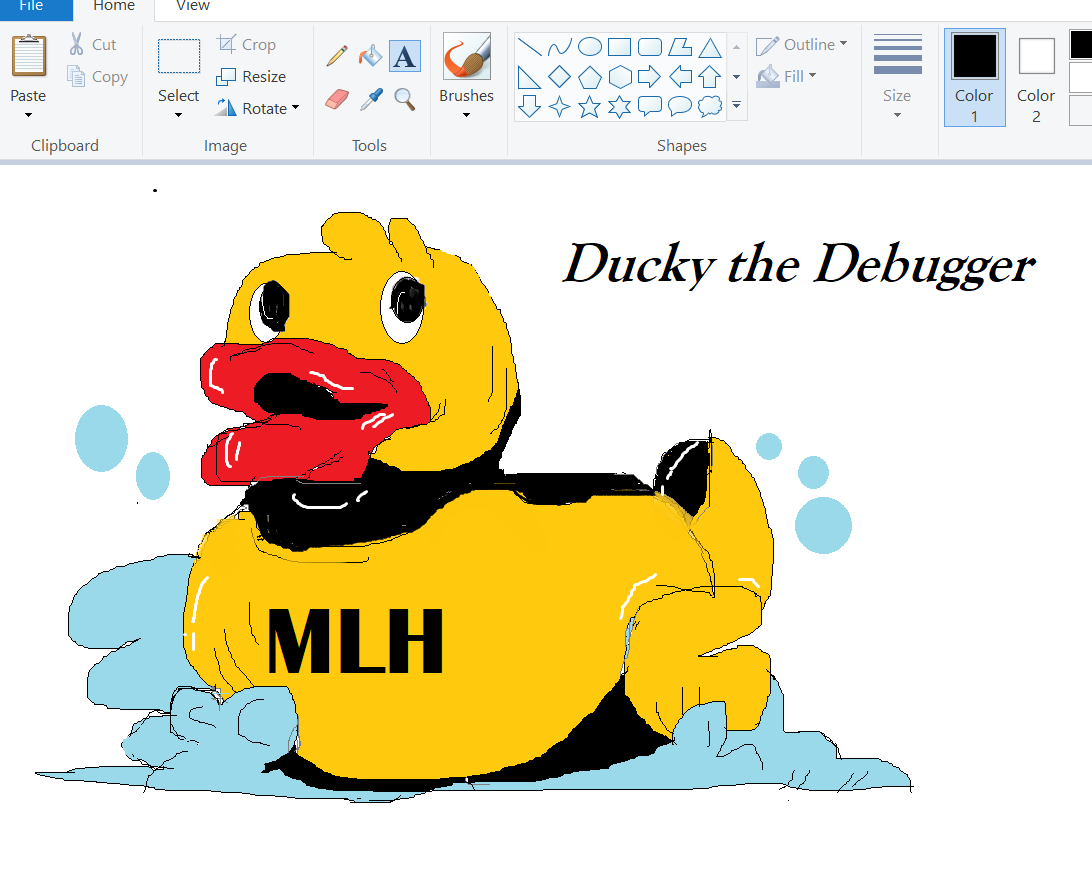 File Home View
Cut
Copy
Paste
Clipboard
Select
Crop
Resize
Rotate
Image
A
Tools
Brushes
Shapes
Outline
Fill
Size
Color
1
Color
2
Ducky the Debugger
MLH